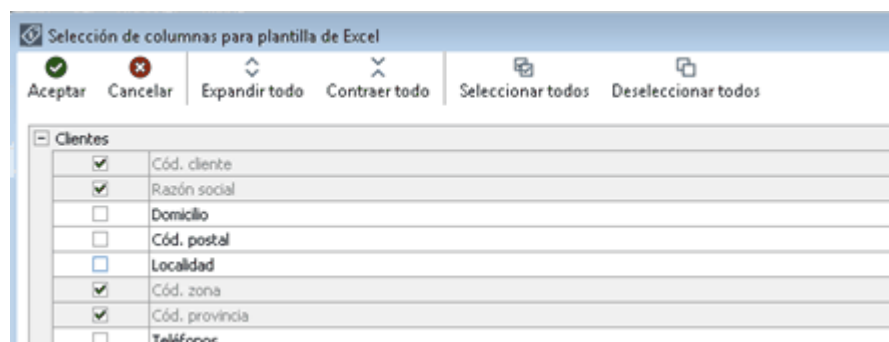 Selección de columnas para plantilla de Excel
Aceptar Cancelar Expandir todo Contraer todo Seleccionar todos Deseleccionar todos
Clientes
Cód. cliente
Razón social
Domicilio
Cód. postal
Localidad
Cód. zona
Cód. provincia
Teléfonos